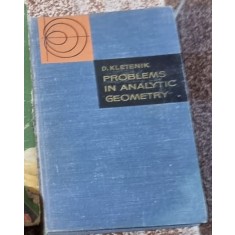 D. KLETENIK
PROBLEMS
IN ANALYTIC
GEOMETRY